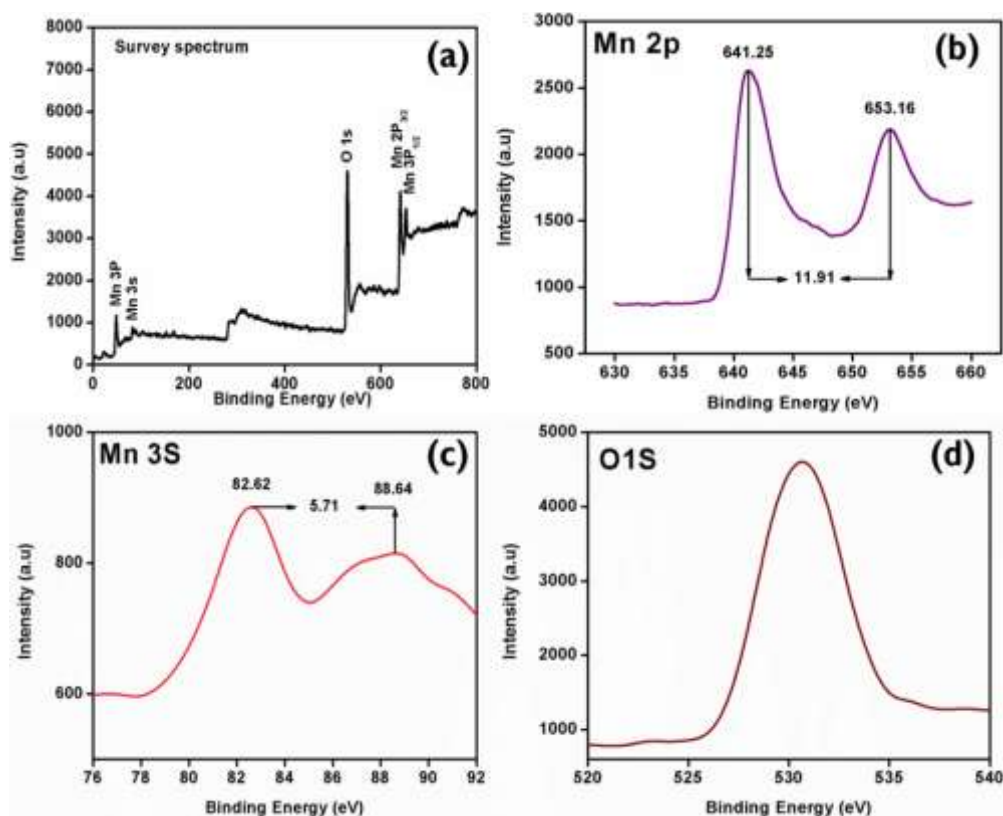 Survey spectrum
(a)
8000
7000
6000
5000
4000
3000
2000
1000
0
Intensity (a.u)
Mn 3P
Mn 3s
O 1s
Mn 2P3/2
Mn 3P1/2
0
200
400
600
800
Binding Energy (eV)
Mn 2p
(b)
3000
2500
2000
1500
1000
500
Intensity (a.u)
641.25
653.16
11.91
630
635
640
645
650
655
660
Binding Energy (eV)
Mn 3S
(c)
1000
800
600
Intensity (a.u)
82.62
88.64
5.71
76
78
80
82
84
86
88
90
92
Binding Energy (eV)
O1S
(d)
5000
4000
3000
2000
1000
Intensity (a.u)
520
525
530
535
540
Binding Energy (eV)